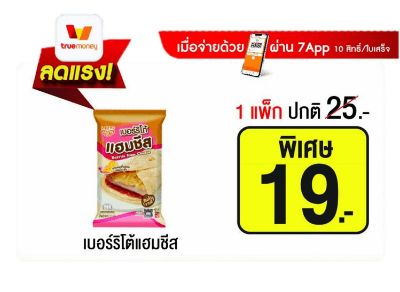 truemoney
ลดแรง!
เมื่อจ่ายด้วย ผ่าน 7App 10 สิทธิ์/ใบเสร็จ
1 แพ็ก ปกติ 25.-
พิเศษ
19.-
เบอร์ริโต้
แฮมชีส
เบอร์ริโต้แฮมชีส